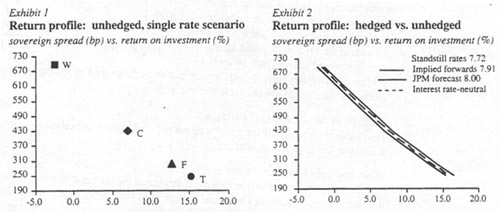 Exhibit 1
Return profile: unhedged, single rate scenario
sovereign spread (bp) vs. return on investment (%)
730
670
610
550
490
430
370
310
250
190
-5.0 0.0 5.0 10.0 15.0 20.0
W
C
F
T
Exhibit 2
Return profile: hedged vs. unhedged
sovereign spread (bp) vs. return on investment (%)
730
670
610
550
490
430
370
310
250
190
-5.0 0.0 5.0 10.0 15.0 20.0
Standstill rates 7.72
Implied forwards 7.91
JPM forecast 8.00
Interest rate-neutral